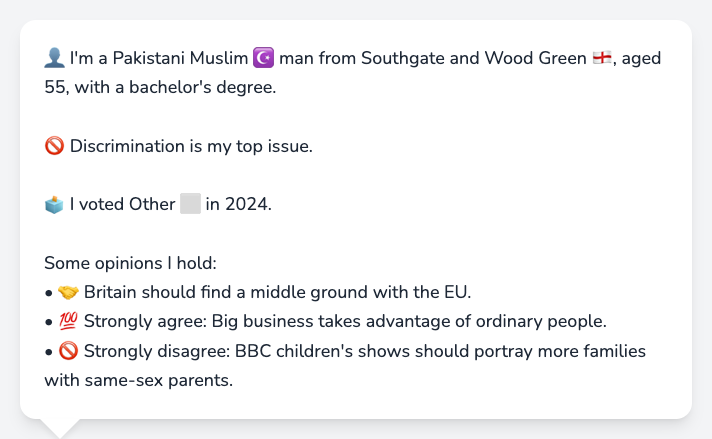 👤 I'm a Pakistani Muslim ☪️ man from Southgate and Wood Green 🏴󠁧󠁢󠁥󠁮󠁧󠁿, aged
55, with a bachelor's degree.
🚫 Discrimination is my top issue.
🗳️ I voted Other ⬜ in 2024.
Some opinions I hold:
• 🤝 Britain should find a middle ground with the EU.
• 💯 Strongly agree: Big business takes advantage of ordinary people.
• 🚫 Strongly disagree: BBC children's shows should portray more families
with same-sex parents.